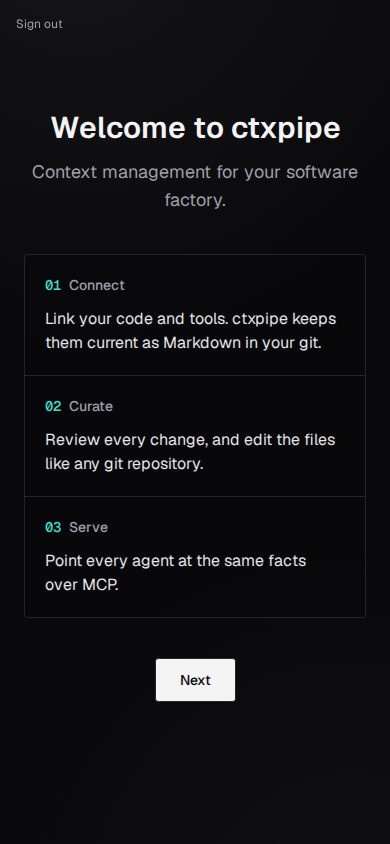 Sign out
Welcome to ctxpipe
Context management for your software
factory.
01 Connect
Link your code and tools. ctxpipe keeps
them current as Markdown in your git.
02 Curate
Review every change, and edit the files
like any git repository.
03 Serve
Point every agent at the same facts
over MCP.
Next